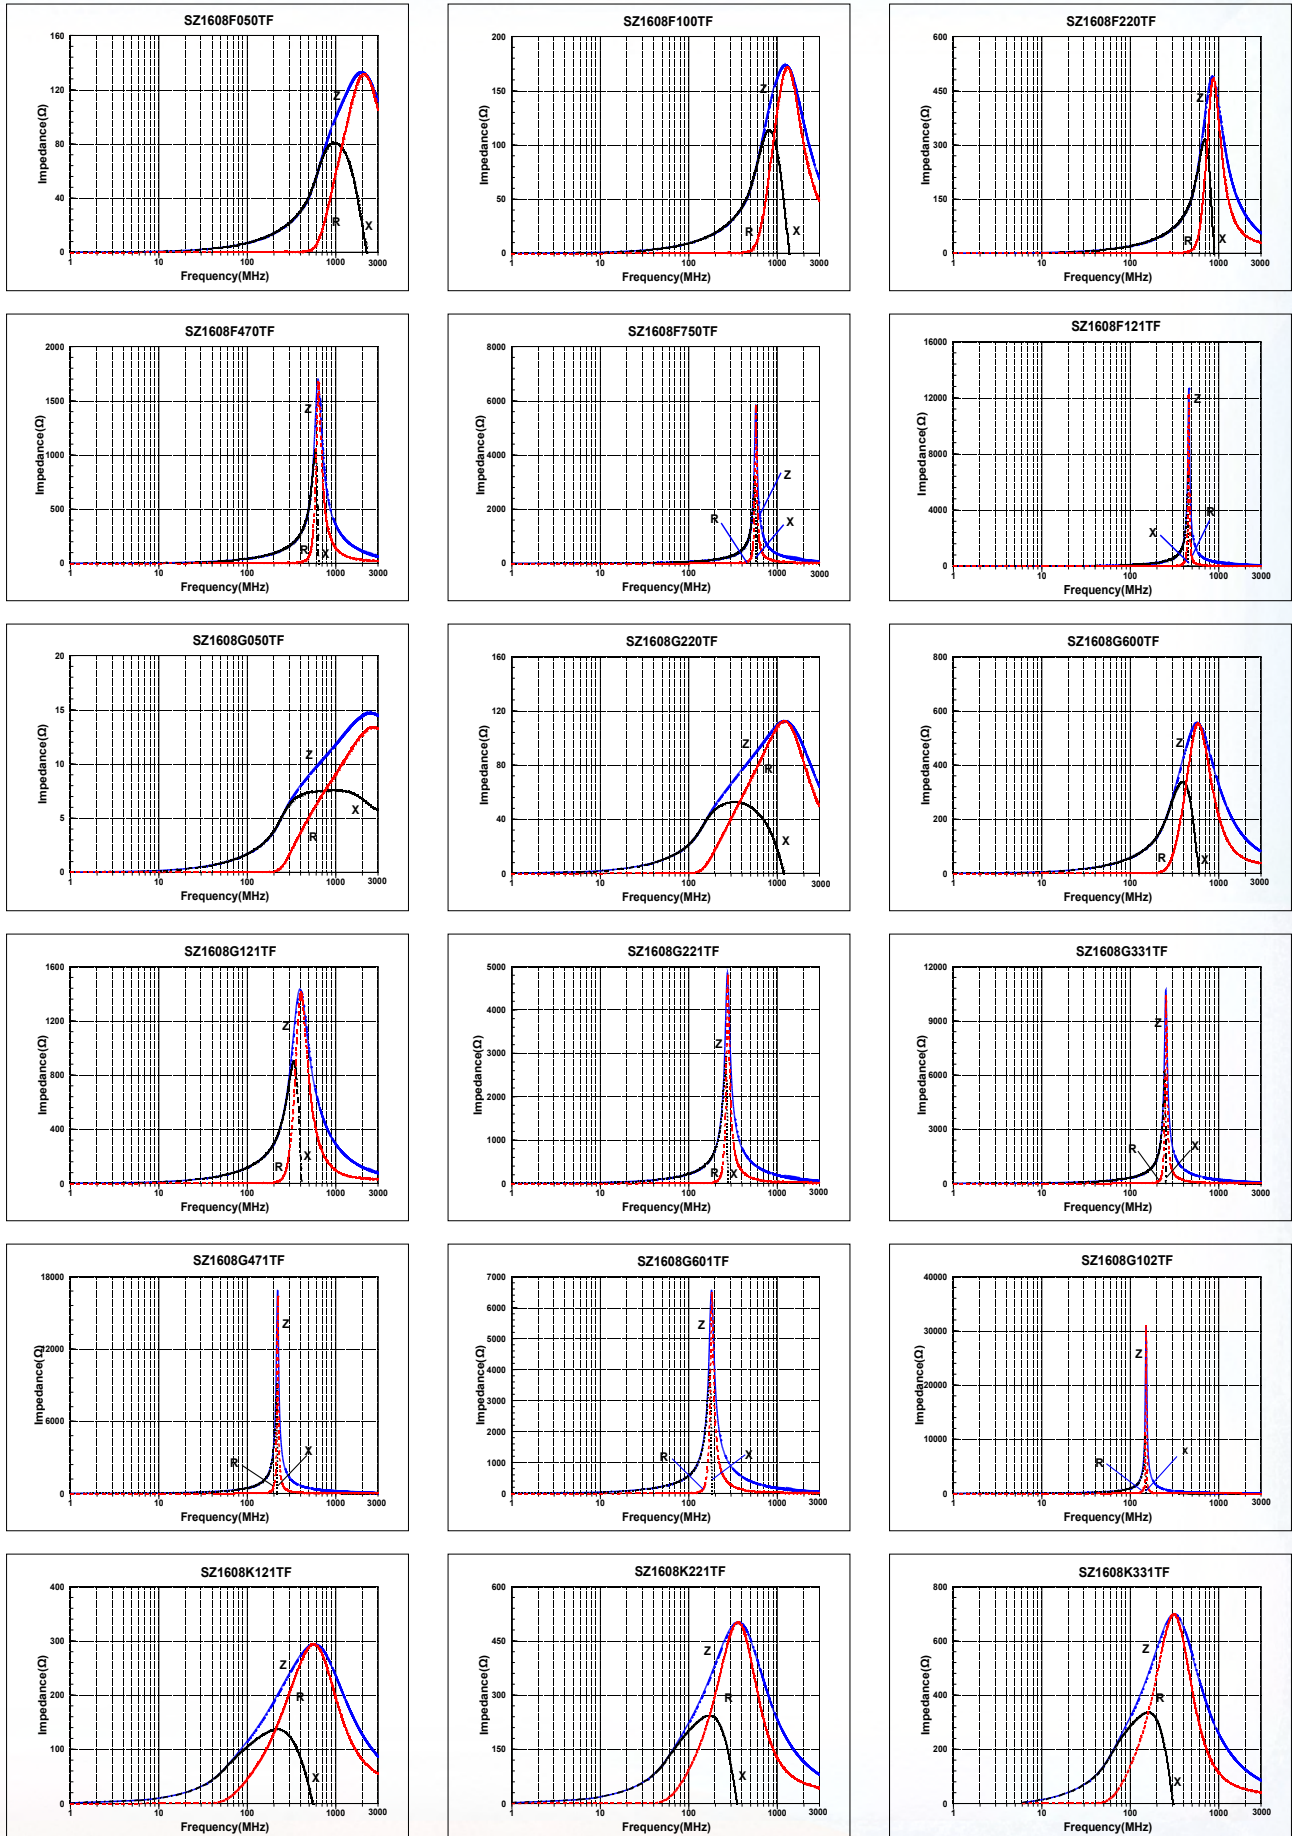 SZ1608F050TF
Impedance(Ω)
160
120
80
40
0
Z
R
X
1 10 100 1000 3000
Frequency(MHz)
SZ1608F100TF
Impedance(Ω)
200
150
100
50
0
Z
R
X
1 10 100 1000 3000
Frequency(MHz)
SZ1608F220TF
Impedance(Ω)
600
450
300
150
0
Z
R
X
1 10 100 1000 3000
Frequency(MHz)
SZ1608F470TF
Impedance(Ω)
2000
1500
1000
500
0
Z
R
X
1 10 100 1000 3000
Frequency(MHz)
SZ1608F750TF
Impedance(Ω)
8000
6000
4000
2000
0
Z
R
X
1 10 100 1000 3000
Frequency(MHz)
SZ1608F121TF
Impedance(Ω)
16000
12000
8000
4000
0
Z
R
X
1 10 100 1000 3000
Frequency(MHz)
SZ1608G050TF
Impedance(Ω)
20
15
10
5
0
Z
X
R
1 10 100 1000 3000
Frequency(MHz)
SZ1608G220TF
Impedance(Ω)
160
120
80
40
0
Z
R
X
1 10 100 1000 3000
Frequency(MHz)
SZ1608G600TF
Impedance(Ω)
800
600
400
200
0
Z
R
X
1 10 100 1000 3000
Frequency(MHz)
SZ1608G121TF
Impedance(Ω)
1600
1200
800
400
0
Z
X
R
1 10 100 1000 3000
Frequency(MHz)
SZ1608G221TF
Impedance(Ω)
5000
4000
3000
2000
1000
0
Z
R
X
1 10 100 1000 3000
Frequency(MHz)
SZ1608G331TF
Impedance(Ω)
12000
9000
6000
3000
0
Z
R
X
1 10 100 1000 3000
Frequency(MHz)
SZ1608G471TF
Impedance(Ω)
18000
12000
6000
0
Z
X
R
1 10 100 1000 3000
Frequency(MHz)
SZ1608G601TF
Impedance(Ω)
7000
6000
5000
4000
3000
2000
1000
0
Z
R
X
1 10 100 1000 3000
Frequency(MHz)
SZ1608G102TF
Impedance(Ω)
40000
30000
20000
10000
0
Z
X
R
1 10 100 1000 3000
Frequency(MHz)
SZ1608K121TF
Impedance(Ω)
400
300
200
100
0
Z
R
X
1 10 100 1000 3000
Frequency(MHz)
SZ1608K221TF
Impedance(Ω)
600
450
300
150
0
Z
R
X
1 10 100 1000 3000
Frequency(MHz)
SZ1608K331TF
Impedance(Ω)
800
600
400
200
0
Z
R
X
1 10 100 1000 3000
Frequency(MHz)